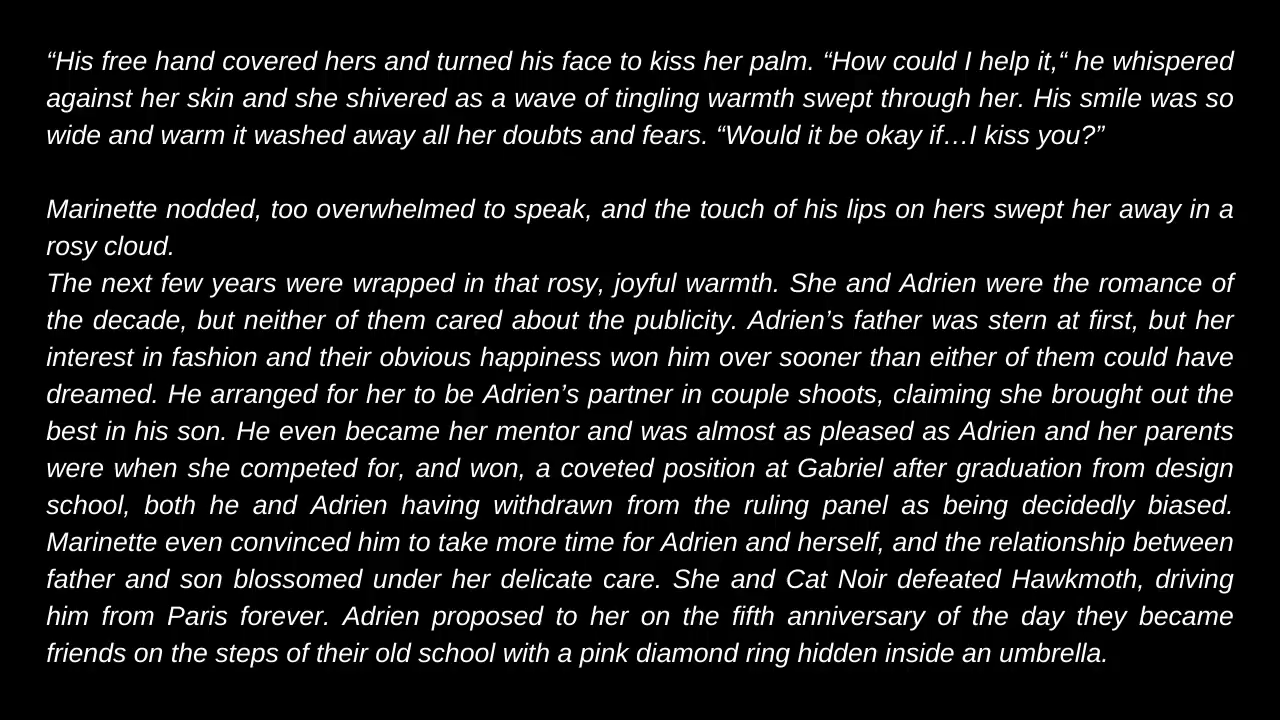 “His free hand covered hers and turned his face to kiss her palm. “How could I help it,“ he whispered
against her skin and she shivered as a wave of tingling warmth swept through her. His smile was so
wide and warm it washed away all her doubts and fears. “Would it be okay if…I kiss you?”
Marinette nodded, too overwhelmed to speak, and the touch of his lips on hers swept her away in a
rosy cloud.
The next few years were wrapped in that rosy, joyful warmth. She and Adrien were the romance of
the decade, but neither of them cared about the publicity. Adrien’s father was stern at first, but her
interest in fashion and their obvious happiness won him over sooner than either of them could have
dreamed. He arranged for her to be Adrien’s partner in couple shoots, claiming she brought out the
best in his son. He even became her mentor and was almost as pleased as Adrien and her parents
were when she competed for, and won, a coveted position at Gabriel after graduation from design
school, both he and Adrien having withdrawn from the ruling panel as being decidedly biased.
Marinette even convinced him to take more time for Adrien and herself, and the relationship between
father and son blossomed under her delicate care. She and Cat Noir defeated Hawkmoth, driving
him from Paris forever. Adrien proposed to her on the fifth anniversary of the day they became
friends on the steps of their old school with a pink diamond ring hidden inside an umbrella.